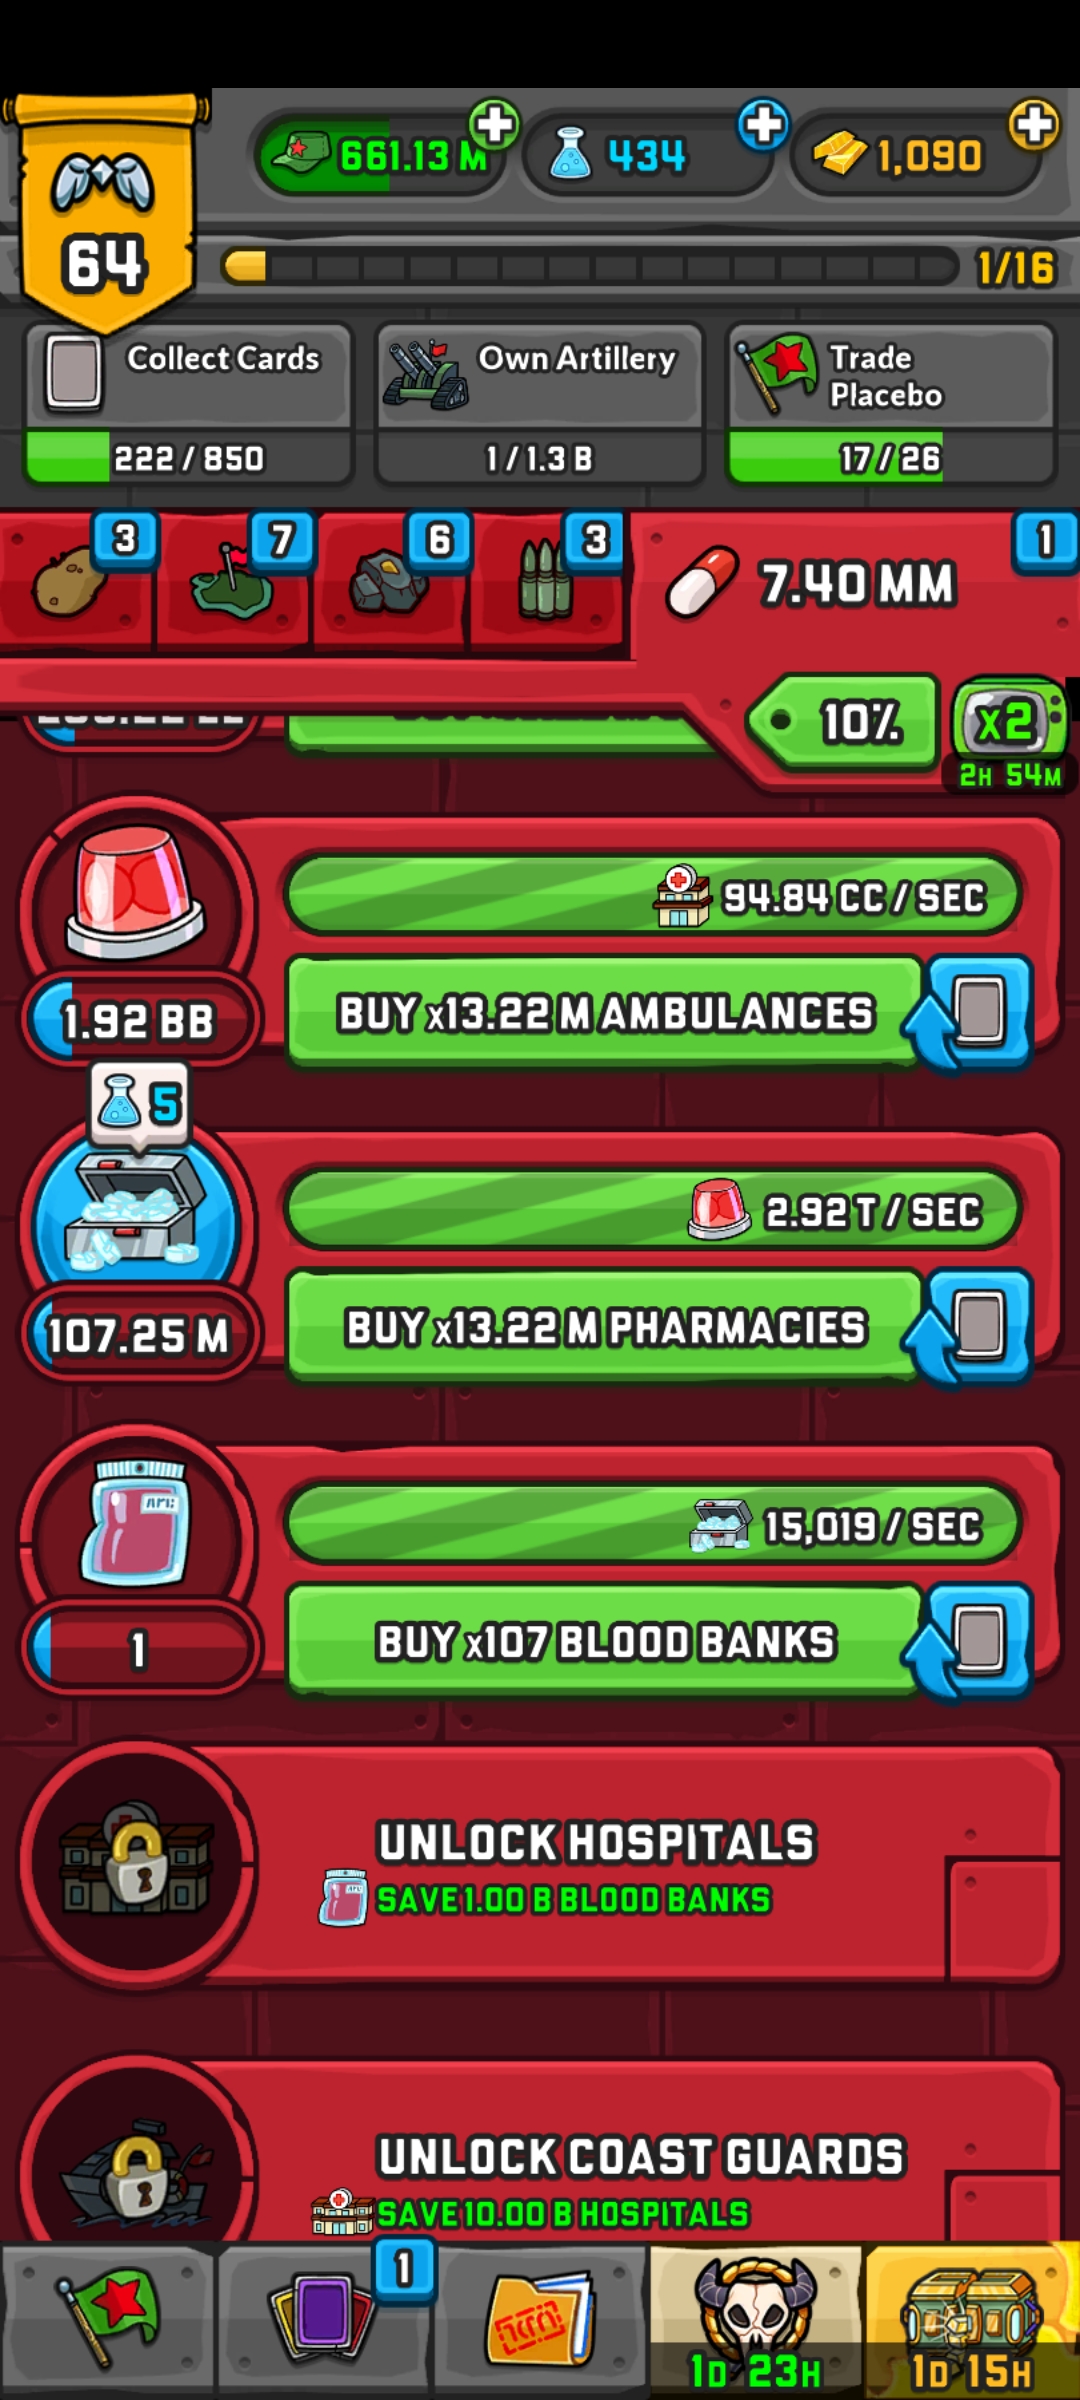 64
661.13 M
434
1,090
1/16
Collect Cards
222 / 850
Own Artillery
1 / 1.3 B
Trade
Placebo
17 / 26
3
7
6
3
7.40 MM
1
10%
x2
2H 54M
94.84 CC / SEC
1.92 BB
BUY x13.22 M AMBULANCES
5
2.92 T / SEC
107.25 M
BUY x13.22 M PHARMACIES
15,019 / SEC
1
BUY x107 BLOOD BANKS
UNLOCK HOSPITALS
SAVE 1.00 B BLOOD BANKS
UNLOCK COAST GUARDS
SAVE 10.00 B HOSPITALS
1
1D 23H
1D 15H